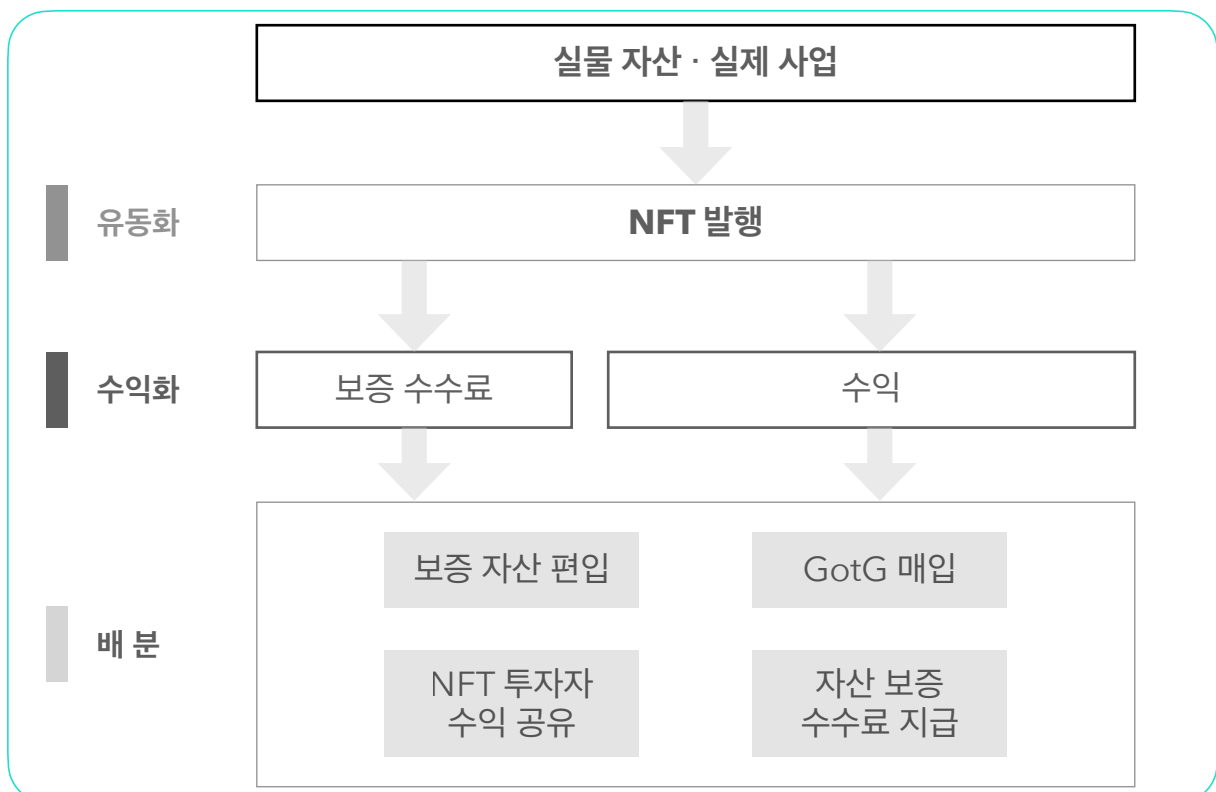 실물 자산 · 실제 사업
유동화
NFT 발행
수익화
보증 수수료
수익
배 분
보증 자산 편입
GotG 매입
NFT 투자자
수익 공유
자산 보증
수수료 지급